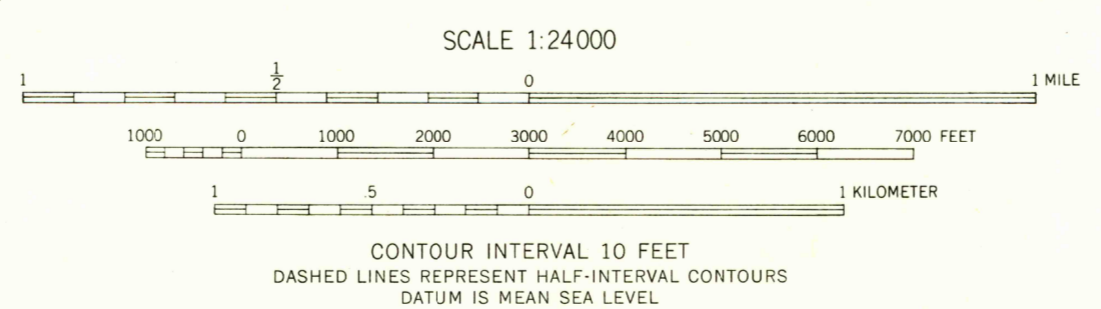 SCALE 1:24000
1 1/2 0 1 MILE
1000 0 1000 2000 3000 4000 5000 6000 7000 FEET
1 .5 0 1 KILOMETER
CONTOUR INTERVAL 10 FEET
DASHED LINES REPRESENT HALF-INTERVAL CONTOURS
DATUM IS MEAN SEA LEVEL